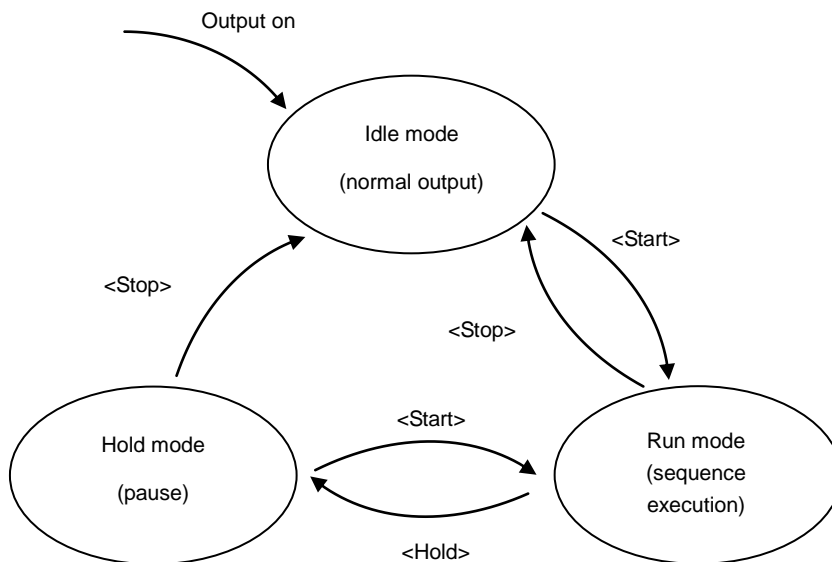 Output on
Idle mode
(normal output)
<Start>
<Stop>
<Stop>
<Start>
Hold mode
(pause)
Run mode
(sequence
execution)
<Hold>